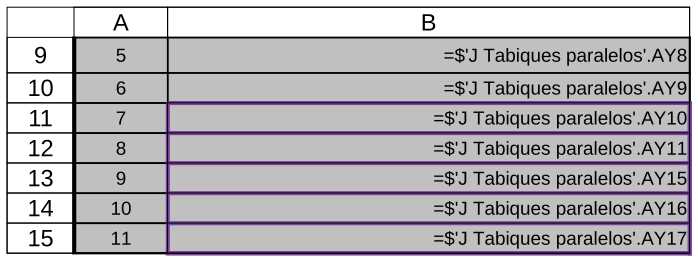 A B
9 5 =$'J Tabiques paralelos'.AY8
10 6 =$'J Tabiques paralelos'.AY9
11 7 =$'J Tabiques paralelos'.AY10
12 8 =$'J Tabiques paralelos'.AY11
13 9 =$'J Tabiques paralelos'.AY15
14 10 =$'J Tabiques paralelos'.AY16
15 11 =$'J Tabiques paralelos'.AY17